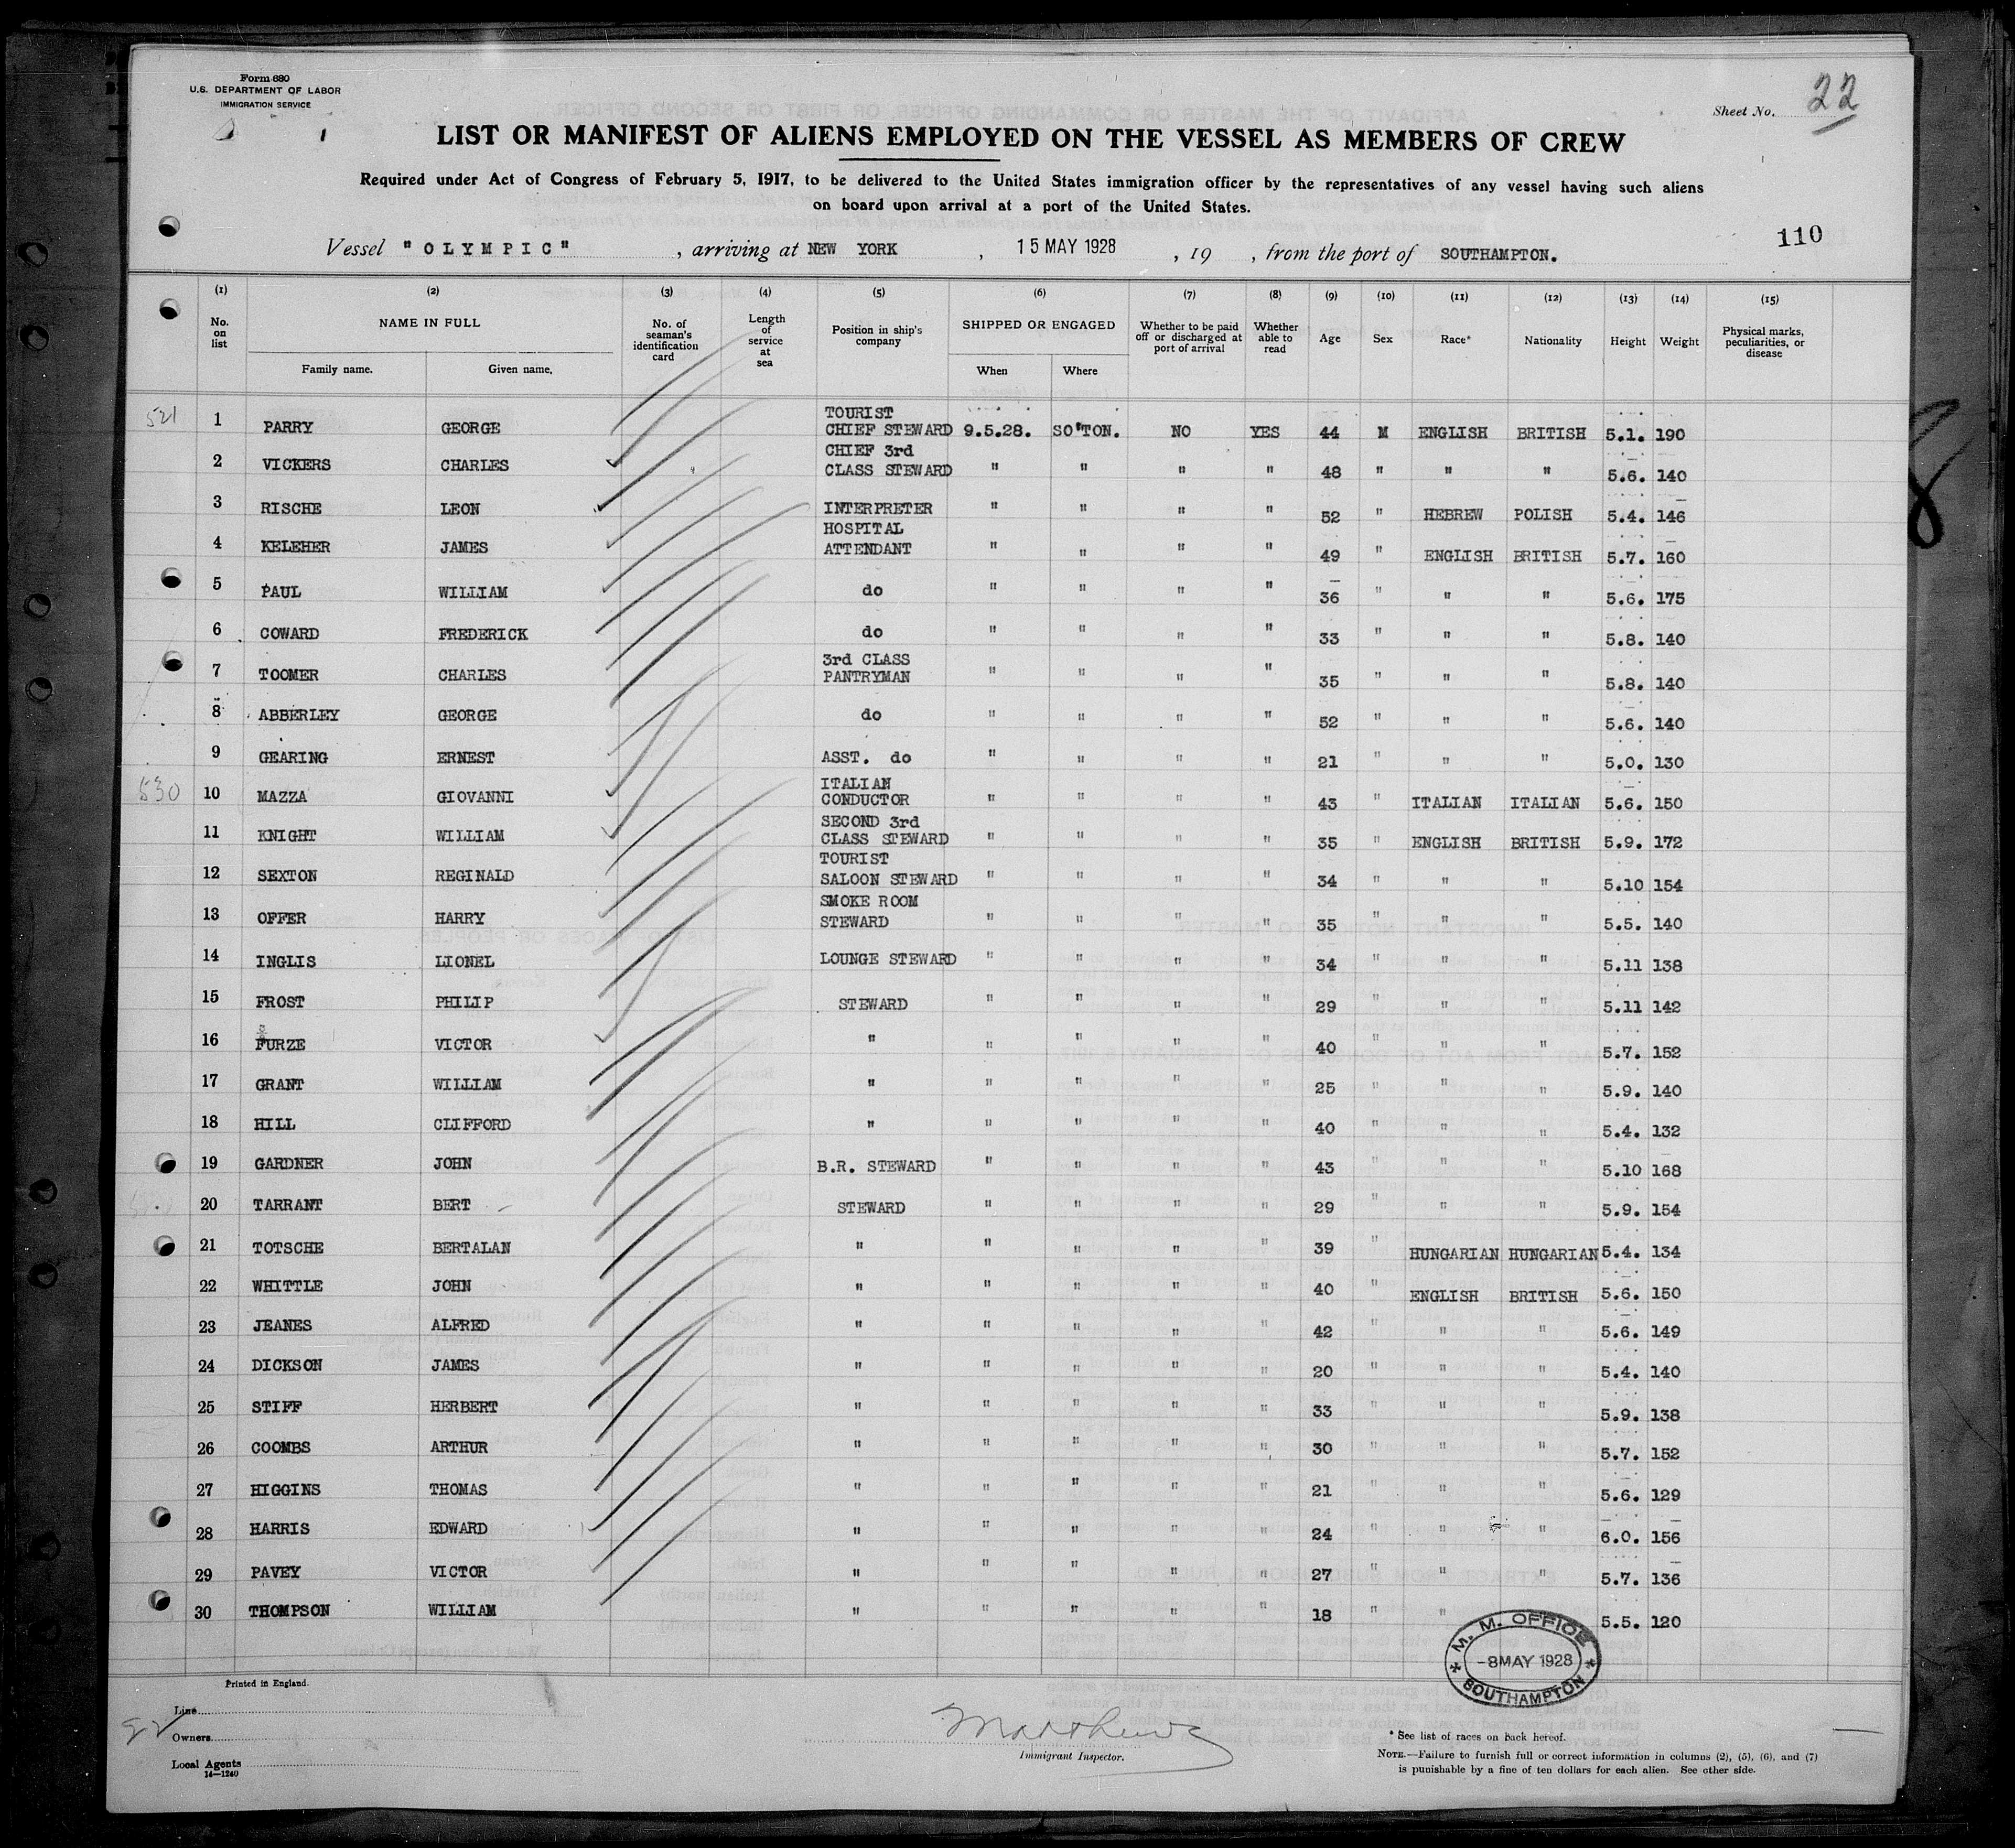 Form 680
U.S. DEPARTMENT OF LABOR
IMMIGRATION SERVICE
Sheet No. 22
LIST OR MANIFEST OF ALIENS EMPLOYED ON THE VESSEL AS MEMBERS OF CREW
Required under Act of Congress of February 5, 1917, to be delivered to the United States immigration officer by the representatives of any vessel having such aliens
on board upon arrival at a port of the United States.
110
Vessel "OLYMPIC", arriving at NEW YORK, 15 MAY 1928, 19 , from the port of SOUTHAMPTON.
(1) (2) (3) (4) (5) (6) (7) (8) (9) (10) (11) (12) (13) (14) (15)
No. on list NAME IN FULL Family name. Given name. No. of seaman's identification card Length of service at sea Position in ship's company SHIPPED OR ENGAGED When Where Whether to be paid off or discharged at port of arrival Whether able to read Age Sex Race* Nationality Height Weight Physical marks, peculiarities, or disease
521 1 PARRY GEORGE TOURIST CHIEF STEWARD 9.5.28. SO"TON. NO YES 44 M ENGLISH BRITISH 5.1. 190
2 VICKERS CHARLES CHIEF 3rd CLASS STEWARD " " " " 48 " " " 5.6. 140
3 RISCHE LEON INTERPRETER " " " " 52 " HEBREW POLISH 5.4. 146
4 KELEHER JAMES HOSPITAL ATTENDANT " " " " 49 " ENGLISH BRITISH 5.7. 160
5 PAUL WILLIAM do " " " " 36 " " " 5.6. 175
6 COWARD FREDERICK do " " " " 33 " " " 5.8. 140
7 TOOMER CHARLES 3rd CLASS PANTRYMAN " " " " 35 " " " 5.8. 140
8 ABBERLEY GEORGE do " " " " 52 " " " 5.6. 140
9 GEARING ERNEST ASST. do " " " " 21 " " " 5.0. 130
530 10 MAZZA GIOVANNI ITALIAN CONDUCTOR " " " " 43 " ITALIAN ITALIAN 5.6. 150
11 KNIGHT WILLIAM SECOND 3rd CLASS STEWARD " " " " 35 " ENGLISH BRITISH 5.9. 172
12 SEXTON REGINALD TOURIST SALOON STEWARD " " " " 34 " " " 5.10 154
13 OFFER HARRY SMOKE ROOM STEWARD " " " " 35 " " " 5.5. 140
14 INGLIS LIONEL LOUNGE STEWARD " " " " 34 " " " 5.11 138
15 FROST PHILIP STEWARD " " " " 29 " " " 5.11 142
16 FURZE VICTOR " " " " " 40 " " " 5.7. 152
17 GRANT WILLIAM " " " " " 25 " " " 5.9. 140
18 HILL CLIFFORD " " " " " 40 " " " 5.4. 132
19 GARDNER JOHN B.R. STEWARD " " " " 43 " " " 5.10 168
20 TARRANT BERT STEWARD " " " " 29 " " " 5.9. 154
21 TOTSCHE BERTALAN " " " " " 39 " HUNGARIAN HUNGARIAN 5.4. 134
22 WHITTLE JOHN " " " " " 40 ENGLISH BRITISH 5.6. 150
23 JEANES ALFRED " " " " " 42 " " " 5.6. 149
24 DICKSON JAMES " " " " " 20 " " " 5.4. 140
25 STIFF HERBERT " " " " " 33 " " " 5.9. 138
26 COOMBS ARTHUR " " " " " 30 " " " 5.7. 152
27 HIGGINS THOMAS " " " " " 21 " " " 5.6. 129
28 HARRIS EDWARD " " " " " 24 " " " 6.0. 156
29 PAVEY VICTOR " " " " " 27 " " " 5.7. 136
30 THOMPSON WILLIAM " " " " " 18 " " 5.5. 120
M. M. OFFICE
-8 MAY 1928
SOUTHAMPTON
Printed in England.
Line
Owners
Local Agents
14—1240
Matthews
Immigrant Inspector.
* See list of races on back hereof.
NOTE.—Failure to furnish full or correct information in columns (2), (5), (6), and (7)
is punishable by a fine of ten dollars for each alien. See other side.
8